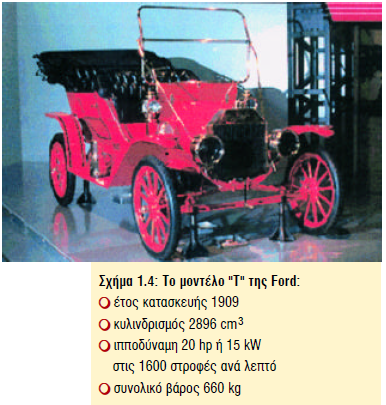 Σχήμα 1.4: Το μοντέλο "Τ" της Ford:
έτος κατασκευής 1909
κυλινδρισμός 2896 cm³
ιπποδύναμη 20 hp ή 15 kW
στις 1600 στροφές ανά λεπτό
συνολικό βάρος 660 kg